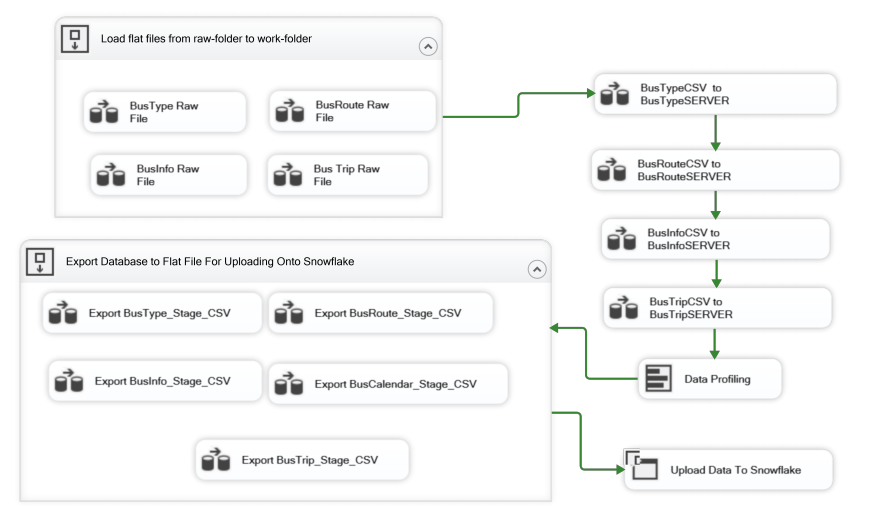 Load flat files from raw-folder to work-folder
BusType Raw
File
BusRoute Raw
File
BusInfo Raw
File
Bus Trip Raw
File
BusTypeCSV to
BusTypeSERVER
BusRouteCSV to
BusRouteSERVER
BusInfoCSV to
BusInfoSERVER
BusTripCSV to
BusTripSERVER
Data Profiling
Export Database to Flat File For Uploading Onto Snowflake
Export BusType_Stage_CSV
Export BusRoute_Stage_CSV
Export BusInfo_Stage_CSV
Export BusCalendar_Stage_CSV
Export BusTrip_Stage_CSV
Upload Data To Snowflake